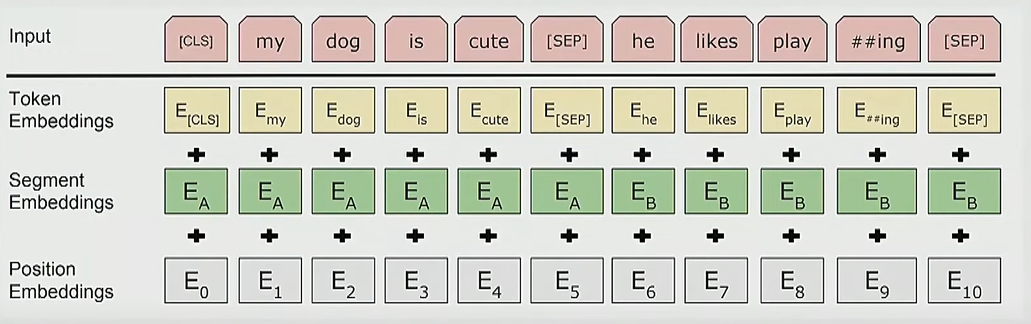 Input [CLS] my dog is cute [SEP] he likes play ##ing [SEP]
Token Embeddings E[CLS] Emy Edog Eis Ecute E[SEP] Ehe Elikes Eplay E##ing E[SEP]
+ + + + + + + + + + +
Segment Embeddings EA EA EA EA EA EA EB EB EB EB EB
+ + + + + + + + + + +
Position Embeddings E0 E1 E2 E3 E4 E5 E6 E7 E8 E9 E10